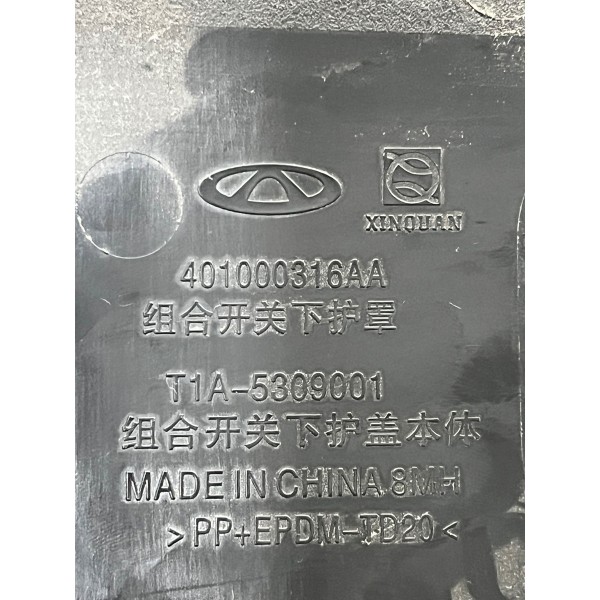 XINQUAN
401000316AA
组合开关下护罩
T1A-5309001
组合开关下护盖本体
MADE IN CHINA 8MH
>PP+EPDM-TD20<